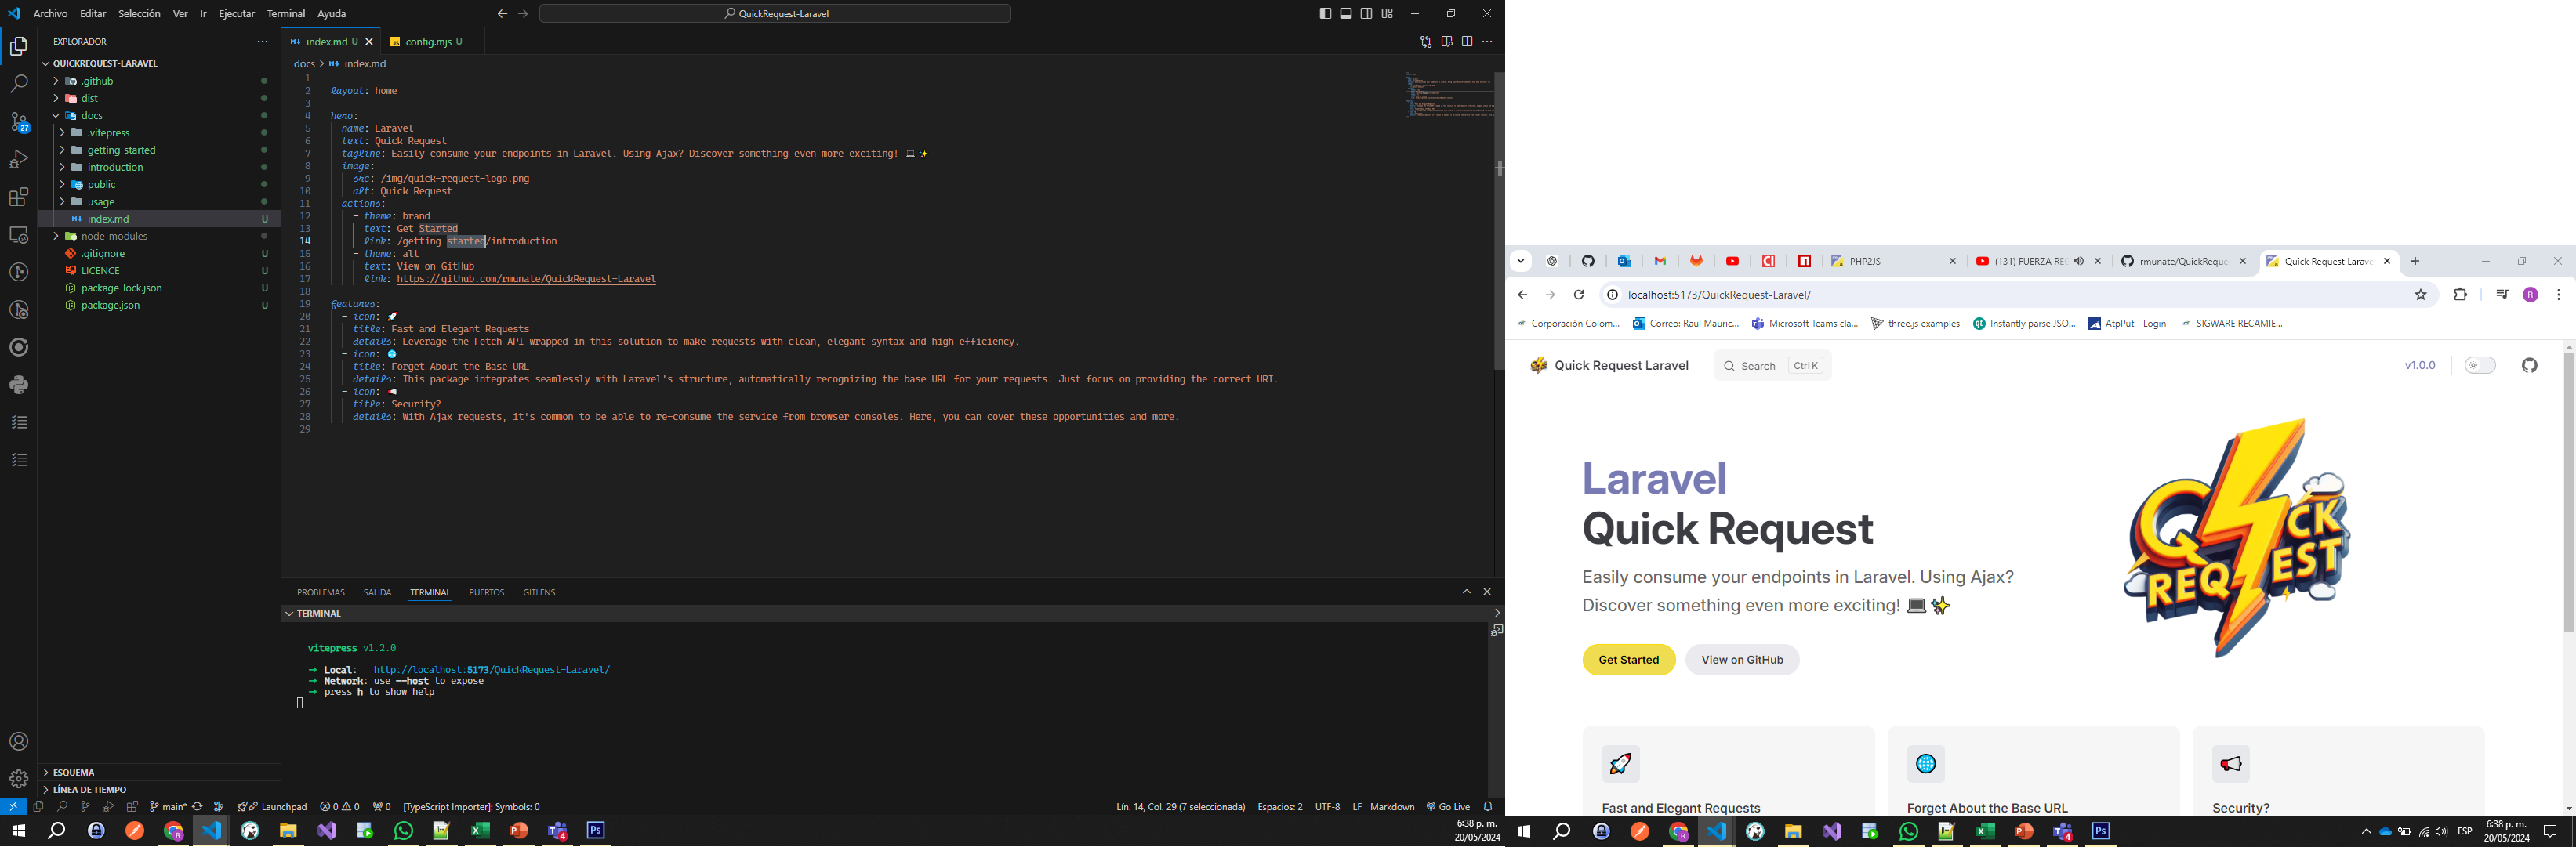 Archivo Editar Selección Ver Ir Ejecutar Terminal Ayuda
QuickRequest-Laravel
EXPLORADOR
QUICKREQUEST-LARAVEL
.github
dist
docs
.vitepress
getting-started
introduction
public
usage
index.md U
node_modules
.gitignore U
LICENCE U
package-lock.json U
package.json U
ESQUEMA
LÍNEA DE TIEMPO
27
index.md U
config.mjs U
docs > index.md
1 ---
2 layout: home
3
4 hero:
5 name: Laravel
6 text: Quick Request
7 tagline: Easily consume your endpoints in Laravel. Using Ajax? Discover something even more exciting! 💻✨
8 image:
9 src: /img/quick-request-logo.png
10 alt: Quick Request
11 actions:
12 - theme: brand
13 text: Get Started
14 link: /getting-started/introduction
15 - theme: alt
16 text: View on GitHub
17 link: https://github.com/rmunate/QuickRequest-Laravel
18
19 features:
20 - icon: 🚀
21 title: Fast and Elegant Requests
22 details: Leverage the Fetch API wrapped in this solution to make requests with clean, elegant syntax and high efficiency.
23 - icon: 🌐
24 title: Forget About the Base URL
25 details: This package integrates seamlessly with Laravel's structure, automatically recognizing the base URL for your requests. Just focus on providing the correct URI.
26 - icon: 📢
27 title: Security?
28 details: With Ajax requests, it's common to be able to re-consume the service from browser consoles. Here, you can cover these opportunities and more.
29 ---
PROBLEMAS SALIDA TERMINAL PUERTOS GITLENS
TERMINAL
vitepress v1.2.0
➜ Local: http://localhost:5173/QuickRequest-Laravel/
➜ Network: use --host to expose
➜ press h to show help
main* Launchpad 0 0 0 [TypeScript Importer]: Symbols: 0
Lín. 14, Col. 29 (7 seleccionada) Espacios: 2 UTF-8 LF Markdown Go Live
6:38 p. m.
20/05/2024
PHP2JS
(131) FUERZA REG
rmunate/QuickReque
Quick Request Larave
localhost:5173/QuickRequest-Laravel/
Corporación Colom... Correo: Raul Mauric... Microsoft Teams cla... three.js examples Instantly parse JSO... AtpPut - Login SIGWARE RECAMIE...
Quick Request Laravel
Search Ctrl K
v1.0.0
Laravel
Quick Request
Easily consume your endpoints in Laravel. Using Ajax?
Discover something even more exciting! 💻✨
Get Started
View on GitHub
QUICK
REQUEST
Fast and Elegant Requests
Forget About the Base URL
Security?
ESP
6:38 p. m.
20/05/2024